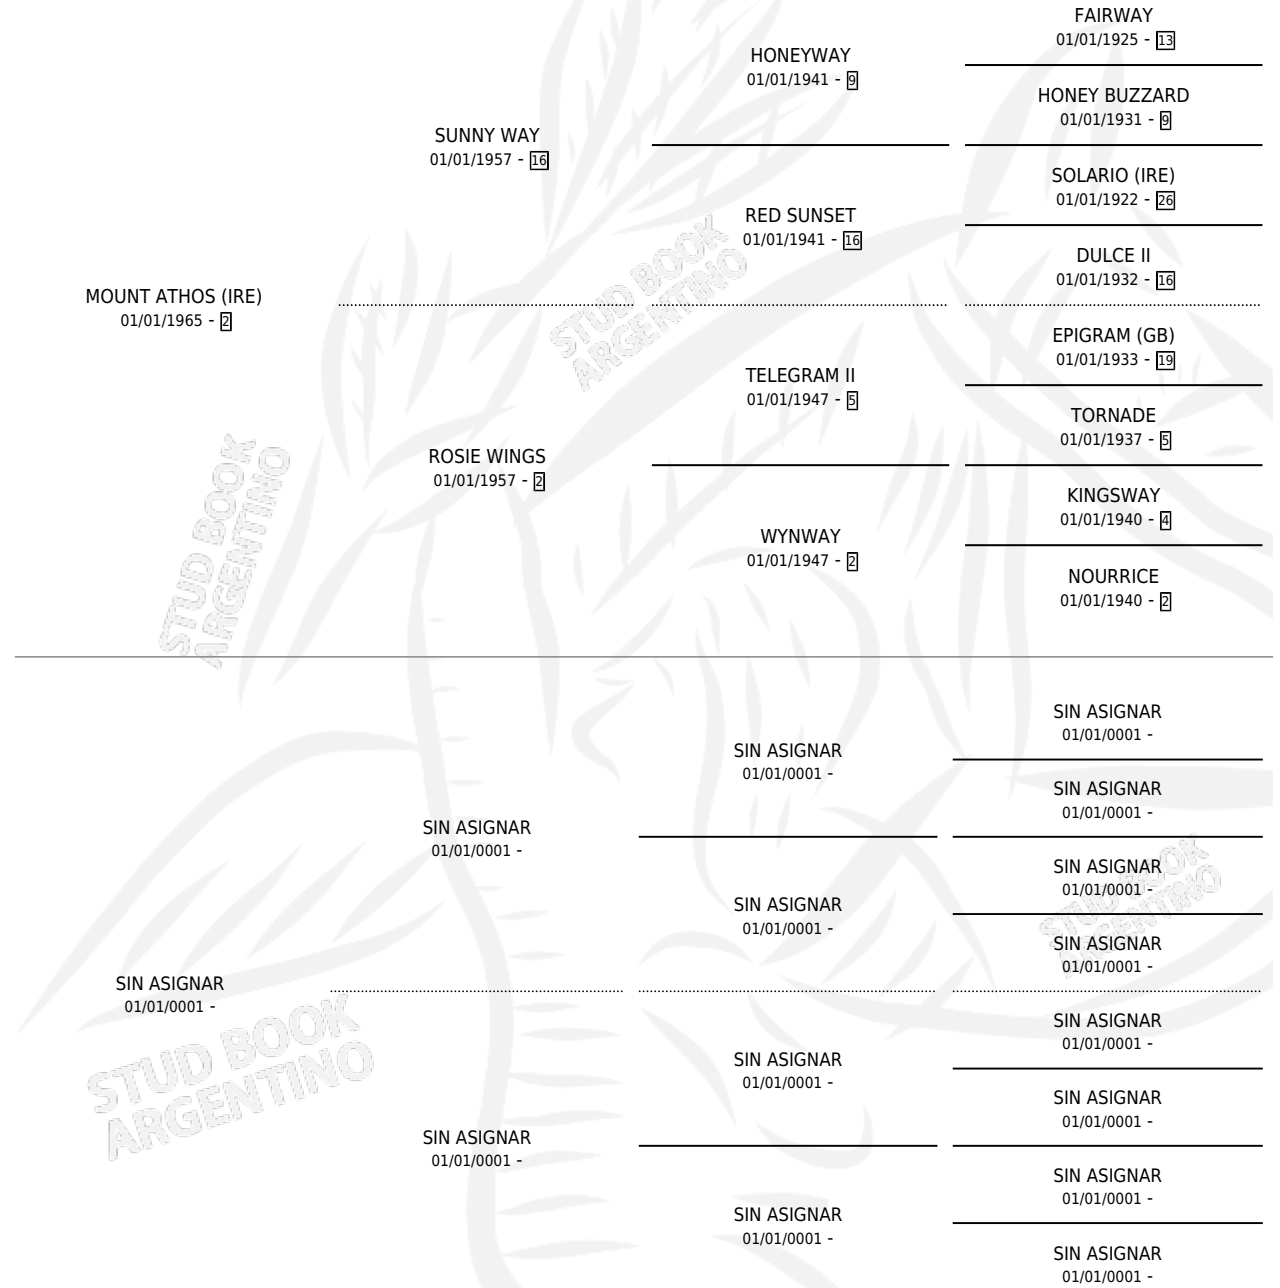 FAIRWAY
01/01/1925 - 13
HONEYWAY
01/01/1941 - 9
HONEY BUZZARD
01/01/1931 - 9
SUNNY WAY
01/01/1957 - 16
SOLARIO (IRE)
01/01/1922 - 26
RED SUNSET
01/01/1941 - 16
DULCE II
01/01/1932 - 16
MOUNT ATHOS (IRE)
01/01/1965 - 2
STUD BOOK
ARGENTINO
EPIGRAM (GB)
01/01/1933 - 19
TELEGRAM II
01/01/1947 - 5
TORNADE
01/01/1937 - 5
ROSIE WINGS
01/01/1957 - 2
KINGSWAY
01/01/1940 - 4
WYNWAY
01/01/1947 - 2
NOURRICE
01/01/1940 - 2
STUD BOOK
ARGENTINO
SIN ASIGNAR
01/01/0001 -
SIN ASIGNAR
01/01/0001 -
SIN ASIGNAR
01/01/0001 -
SIN ASIGNAR
01/01/0001 -
SIN ASIGNAR
01/01/0001 -
SIN ASIGNAR
01/01/0001 -
SIN ASIGNAR
01/01/0001 -
STUD BOOK
ARGENTINO
SIN ASIGNAR
01/01/0001 -
SIN ASIGNAR
01/01/0001 -
SIN ASIGNAR
01/01/0001 -
SIN ASIGNAR
01/01/0001 -
STUD BOOK
ARGENTINO
SIN ASIGNAR
01/01/0001 -
SIN ASIGNAR
01/01/0001 -
SIN ASIGNAR
01/01/0001 -
SIN ASIGNAR
01/01/0001 -